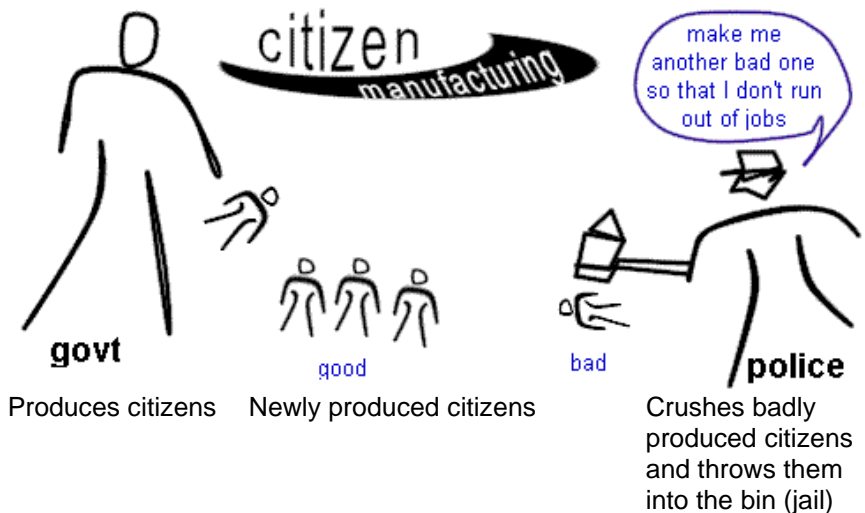 citizen
manufacturing
make me
another bad one
so that I don't run
out of jobs
govt
good
bad
police
Produces citizens
Newly produced citizens
Crushes badly
produced citizens
and throws them
into the bin (jail)